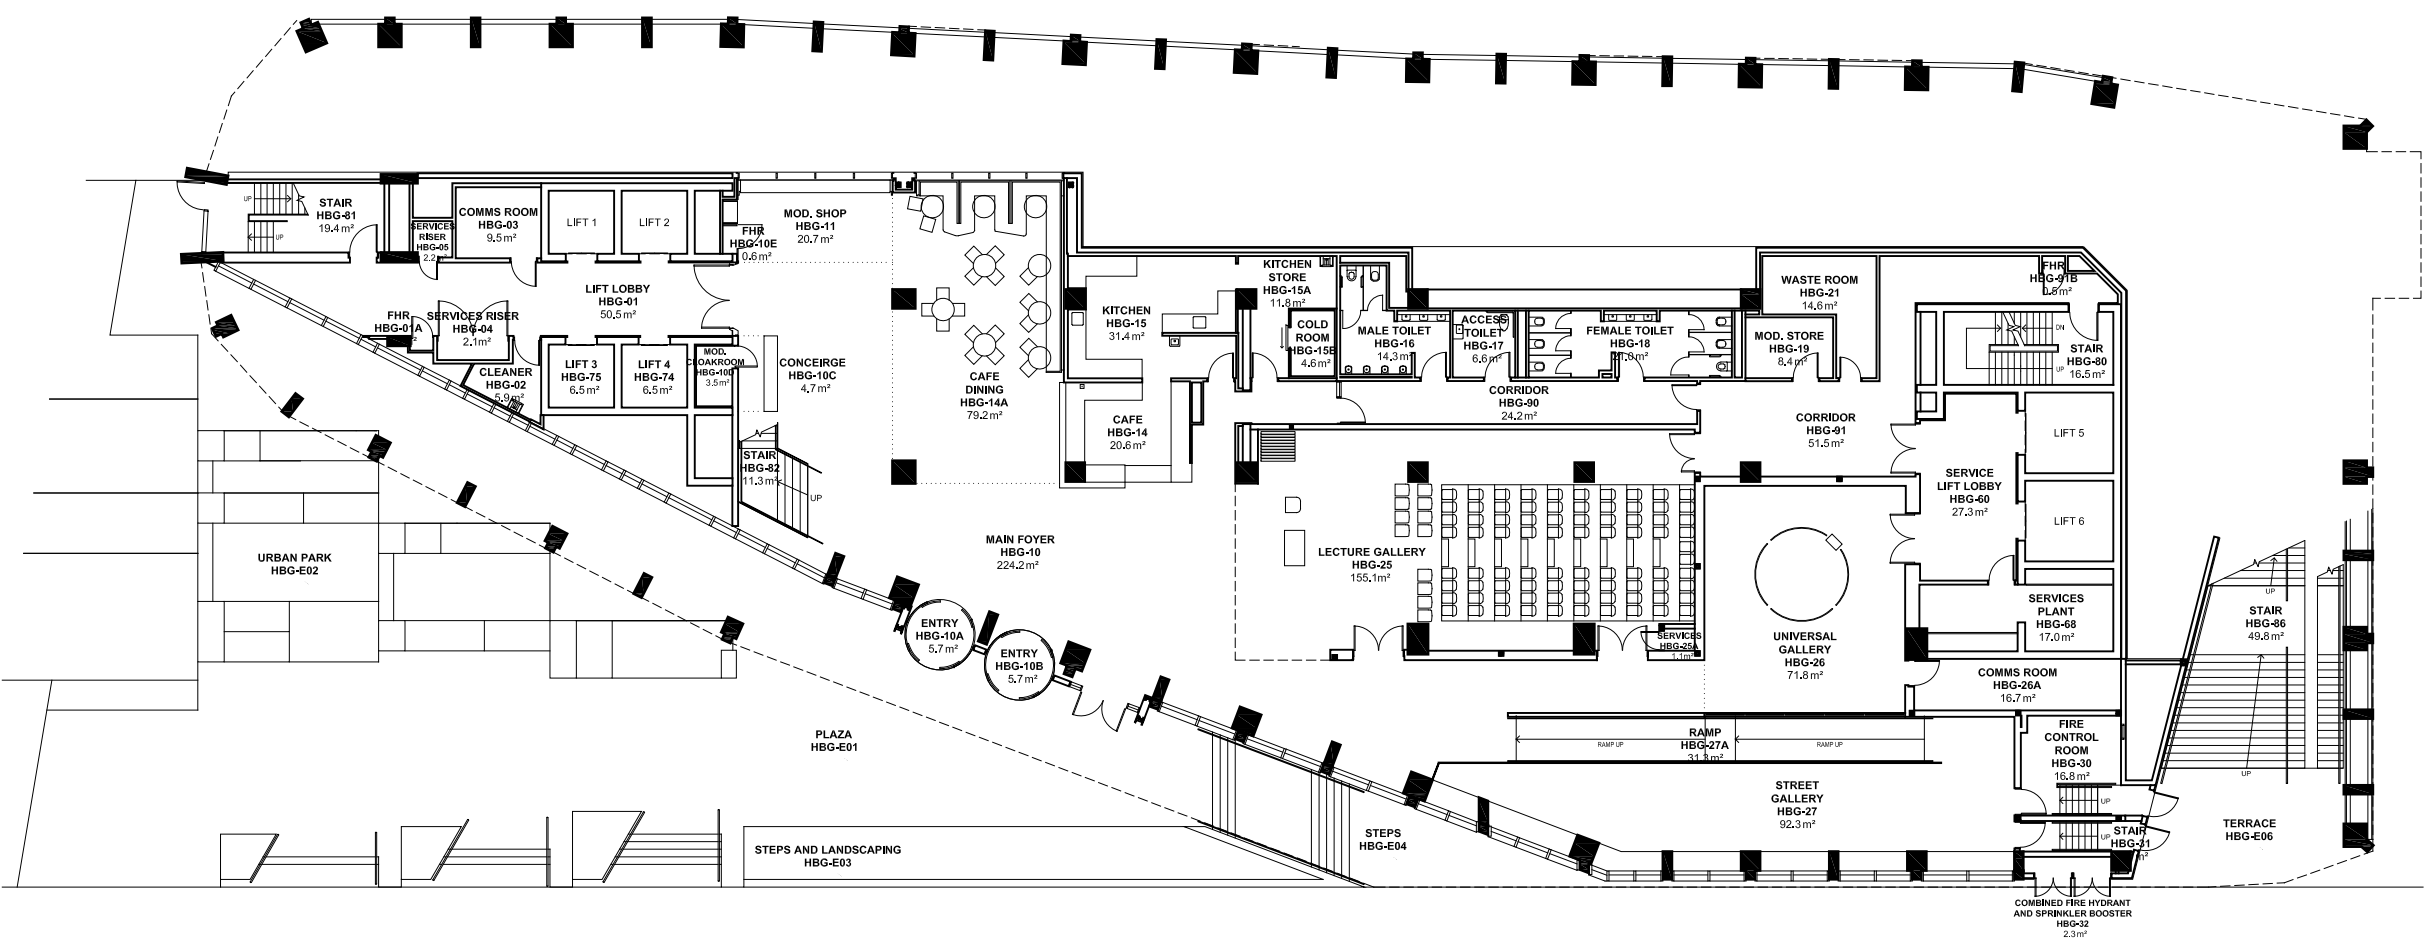 UP
UP
STAIR
HBG-81
19.4 m²
SERVICES
RISER
HBG-05
COMMS ROOM
HBG-03
9.5 m²
LIFT 1
LIFT 2
FHR
HBG-10E
0.6 m²
MOD. SHOP
HBG-11
20.7 m²
LIFT LOBBY
HBG-01
50.5 m²
FHR
HBG-01A
SERVICES RISER
HBG-04
2.1m²
CLEANER
HBG-02
5.9 m²
LIFT 3
HBG-75
6.5 m²
LIFT 4
HBG-74
6.5 m²
MOD.
CLOAKROOM
HBG-10D
3.5 m²
CONCEIRGE
HBG-10C
4.7 m²
CAFE
DINING
HBG-14A
79.2 m²
STAIR
HBG-82
11.3 m²
UP
KITCHEN
HBG-15
31.4 m²
KITCHEN
STORE
HBG-15A
11.8 m²
COLD
ROOM
HBG-15B
4.6 m²
CAFE
HBG-14
20.6 m²
MALE TOILET
HBG-16
14.3 m²
ACCESS
TOILET
HBG-17
6.6 m²
FEMALE TOILET
HBG-18
21.0 m²
WASTE ROOM
HBG-21
14.6 m²
MOD. STORE
HBG-19
8.4 m²
CORRIDOR
HBG-90
24.2 m²
CORRIDOR
HBG-91
51.5 m²
FHR
HBG-91B
DN
UP
STAIR
HBG-80
16.5 m²
LIFT 5
SERVICE
LIFT LOBBY
HBG-60
27.3 m²
LIFT 6
MAIN FOYER
HBG-10
224.2 m²
LECTURE GALLERY
HBG-25
155.1m²
SERVICES
HBG-25A
1.1m²
UNIVERSAL
GALLERY
HBG-26
71.8 m²
SERVICES
PLANT
HBG-68
17.0 m²
COMMS ROOM
HBG-26A
16.7 m²
STAIR
HBG-86
49.8 m²
UP
UP
URBAN PARK
HBG-E02
ENTRY
HBG-10A
5.7 m²
ENTRY
HBG-10B
5.7 m²
PLAZA
HBG-E01
RAMP UP
RAMP
HBG-27A
31.3 m²
RAMP UP
FIRE
CONTROL
ROOM
HBG-30
16.8 m²
STREET
GALLERY
HBG-27
92.3 m²
UP
UP
STAIR
HBG-31
TERRACE
HBG-E06
STEPS
HBG-E04
STEPS AND LANDSCAPING
HBG-E03
COMBINED FIRE HYDRANT
AND SPRINKLER BOOSTER
HBG-32
2.3 m²